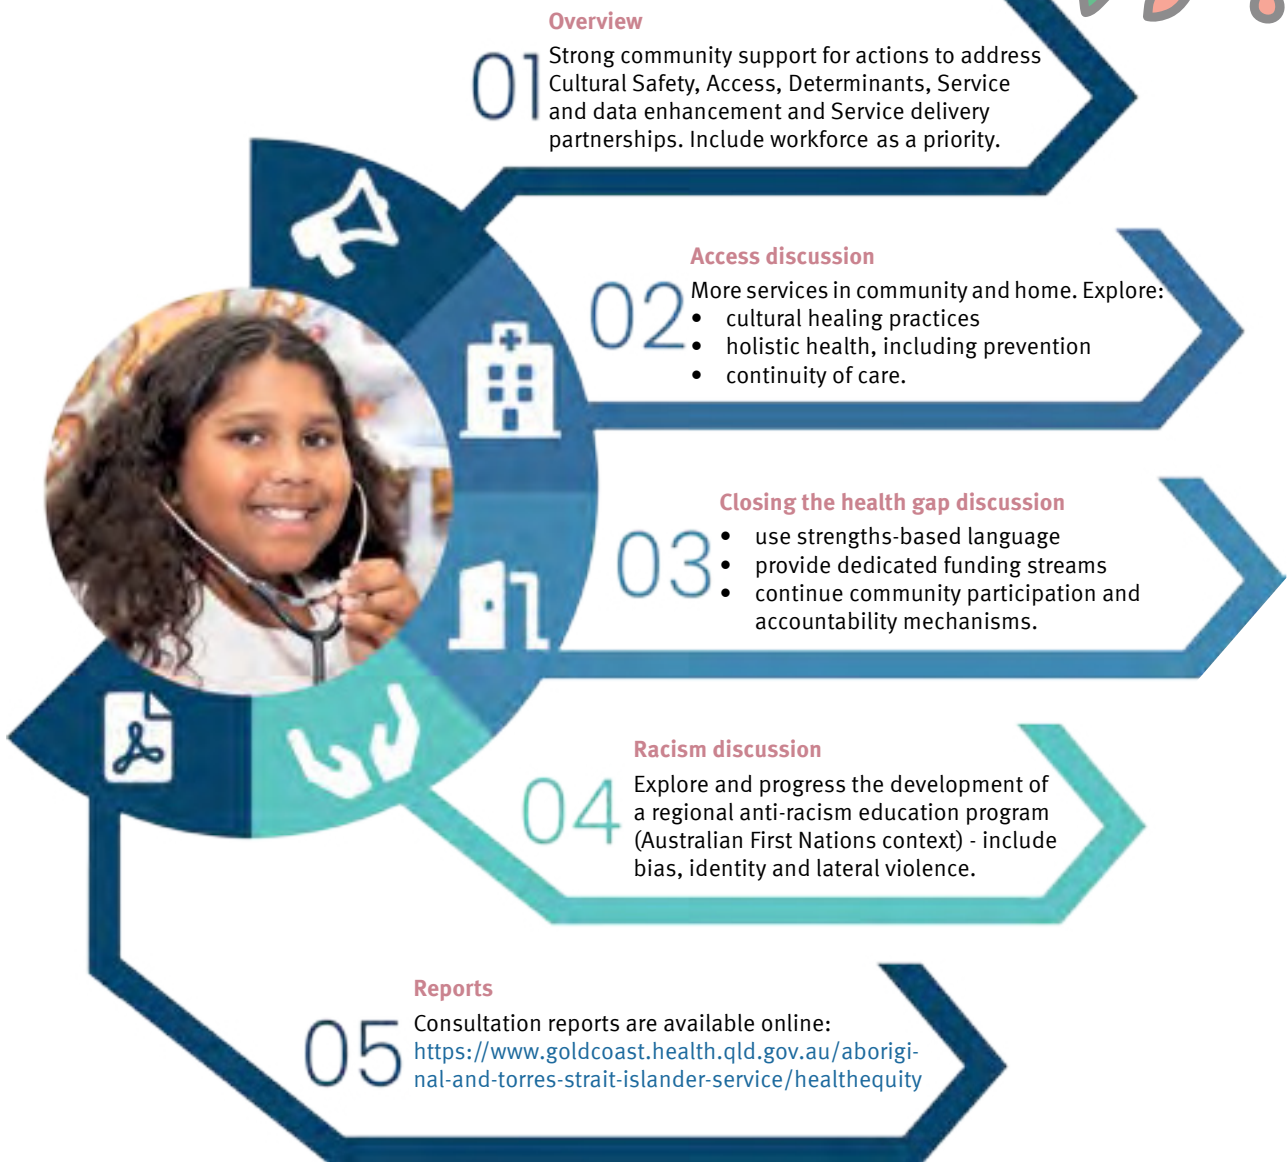 Overview
01
Strong community support for actions to address
Cultural Safety, Access, Determinants, Service
and data enhancement and Service delivery
partnerships. Include workforce as a priority.
Access discussion
02
More services in community and home. Explore:
• cultural healing practices
• holistic health, including prevention
• continuity of care.
Closing the health gap discussion
03
• use strengths-based language
• provide dedicated funding streams
• continue community participation and
accountability mechanisms.
Racism discussion
04
Explore and progress the development of
a regional anti-racism education program
(Australian First Nations context) - include
bias, identity and lateral violence.
Reports
05
Consultation reports are available online:
https://www.goldcoast.health.qld.gov.au/aborigi-
nal-and-torres-strait-islander-service/healthequity